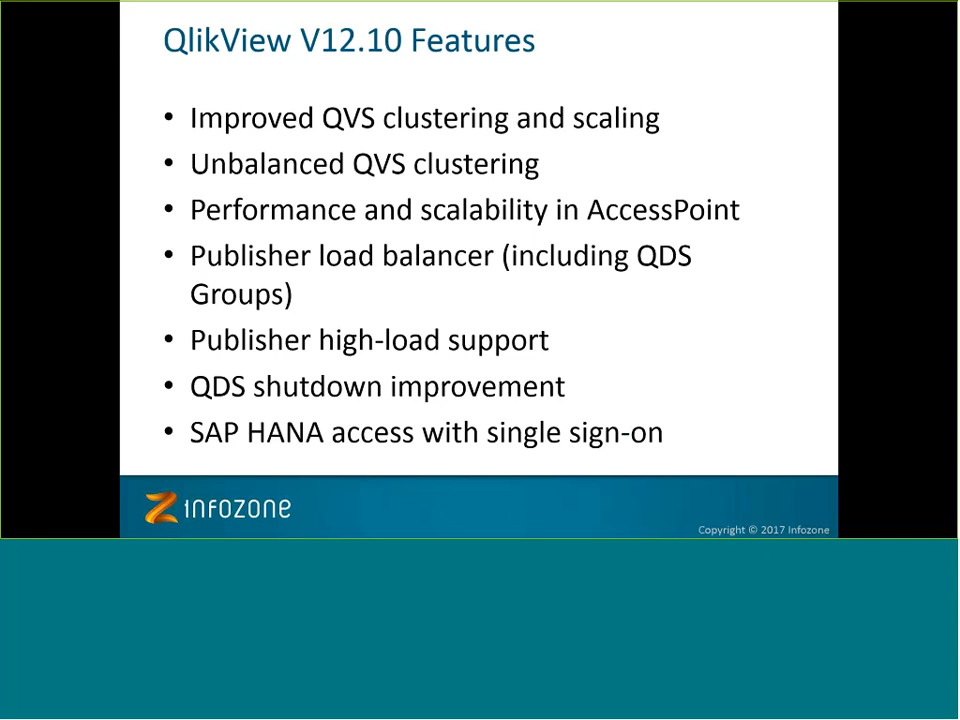 QlikView V12.10 Features
• Improved QVS clustering and scaling
• Unbalanced QVS clustering
• Performance and scalability in AccessPoint
• Publisher load balancer (including QDS
Groups)
• Publisher high-load support
• QDS shutdown improvement
• SAP HANA access with single sign-on
infozone
Copyright © 2017 Infozone